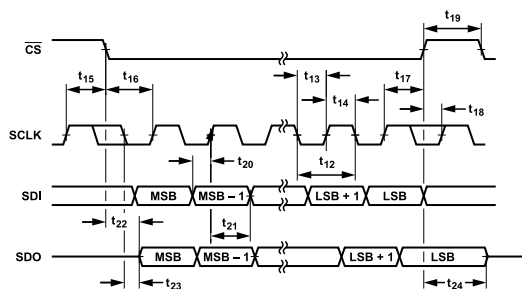 t19
CS
t15
t16
t13
t17
t14
t18
SCLK
t20
t12
SDI
MSB
MSB – 1
LSB + 1
LSB
t22
t21
SDO
MSB
MSB – 1
LSB + 1
LSB
t23
t24